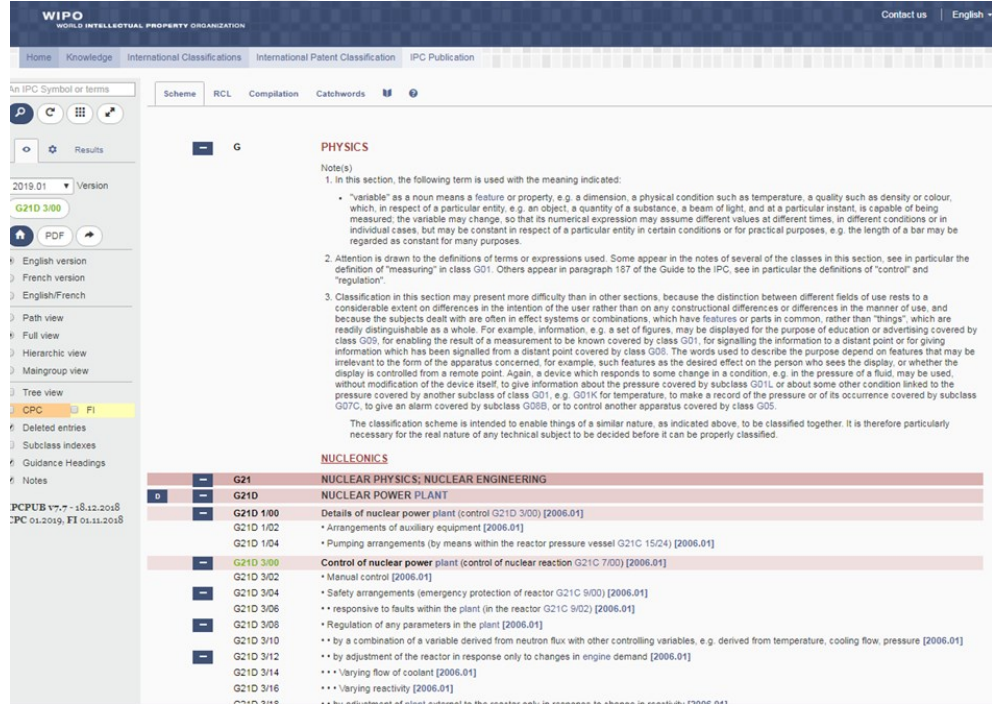 WIPO
WORLD INTELLECTUAL PROPERTY ORGANIZATION
Contact us | English
Home Knowledge International Classifications International Patent Classification IPC Publication
An IPC Symbol or terms
Scheme RCL Compilation Catchwords
Results
2019.01 Version
G21D 3/00
PDF
English version
French version
English/French
Path view
Full view
Hierarchic view
Maingroup view
Tree view
CPC FI
Deleted entries
Subclass indexes
Guidance Headings
Notes
IPCPUB v7.7 - 18.12.2018
CPC 01.2019, FI 01.11.2018
G PHYSICS
Note(s)
1. In this section, the following term is used with the meaning indicated:
• "variable" as a noun means a feature or property, e.g. a dimension, a physical condition such as temperature, a quality such as density or colour,
which, in respect of a particular entity, e.g. an object, a quantity of a substance, a beam of light, and at a particular instant, is capable of being
measured; the variable may change, so that its numerical expression may assume different values at different times, in different conditions or in
individual cases, but may be constant in respect of a particular entity in certain conditions or for practical purposes, e.g. the length of a bar may be
regarded as constant for many purposes.
2. Attention is drawn to the definitions of terms or expressions used. Some appear in the notes of several of the classes in this section, see in particular the
definition of "measuring" in class G01. Others appear in paragraph 187 of the Guide to the IPC, see in particular the definitions of "control" and
"regulation".
3. Classification in this section may present more difficulty than in other sections, because the distinction between different fields of use rests to a
considerable extent on differences in the intention of the user rather than on any constructional differences or differences in the manner of use, and
because the subjects dealt with are often in effect systems or combinations, which have features or parts in common, rather than "things", which are
readily distinguishable as a whole. For example, information, e.g. a set of figures, may be displayed for the purpose of education or advertising covered by
class G09, for enabling the result of a measurement to be known covered by class G01, for signalling the information to a distant point or for giving
information which has been signalled from a distant point covered by class G08. The words used to describe the purpose depend on features that may be
irrelevant to the form of the apparatus concerned, for example, such features as the desired effect on the person who sees the display, or whether the
display is controlled from a remote point. Again, a device which responds to some change in a condition, e.g. in the pressure of a fluid, may be used,
without modification of the device itself, to give information about the pressure covered by subclass G01L or about some other condition linked to the
pressure covered by another subclass of class G01, e.g. G01K for temperature, to make a record of the pressure or of its occurrence covered by subclass
G07C, to give an alarm covered by subclass G08B, or to control another apparatus covered by class G05.
The classification scheme is intended to enable things of a similar nature, as indicated above, to be classified together. It is therefore particularly
necessary for the real nature of any technical subject to be decided before it can be properly classified.
NUCLEONICS
G21 NUCLEAR PHYSICS; NUCLEAR ENGINEERING
D G21D NUCLEAR POWER PLANT
G21D 1/00 Details of nuclear power plant (control G21D 3/00) [2006.01]
G21D 1/02 • Arrangements of auxiliary equipment [2006.01]
G21D 1/04 • Pumping arrangements (by means within the reactor pressure vessel G21C 15/24) [2006.01]
G21D 3/00 Control of nuclear power plant (control of nuclear reaction G21C 7/00) [2006.01]
G21D 3/02 • Manual control [2006.01]
G21D 3/04 • Safety arrangements (emergency protection of reactor G21C 9/00) [2006.01]
G21D 3/06 • • responsive to faults within the plant (in the reactor G21C 9/02) [2006.01]
G21D 3/08 • Regulation of any parameters in the plant [2006.01]
G21D 3/10 • • by a combination of a variable derived from neutron flux with other controlling variables, e.g. derived from temperature, cooling flow, pressure [2006.01]
G21D 3/12 • • by adjustment of the reactor in response only to changes in engine demand [2006.01]
G21D 3/14 • • • Varying flow of coolant [2006.01]
G21D 3/16 • • • Varying reactivity [2006.01]
G21D 3/18 • • by adjustment of plant external to the reactor only in response to change in reactivity [2006.01]